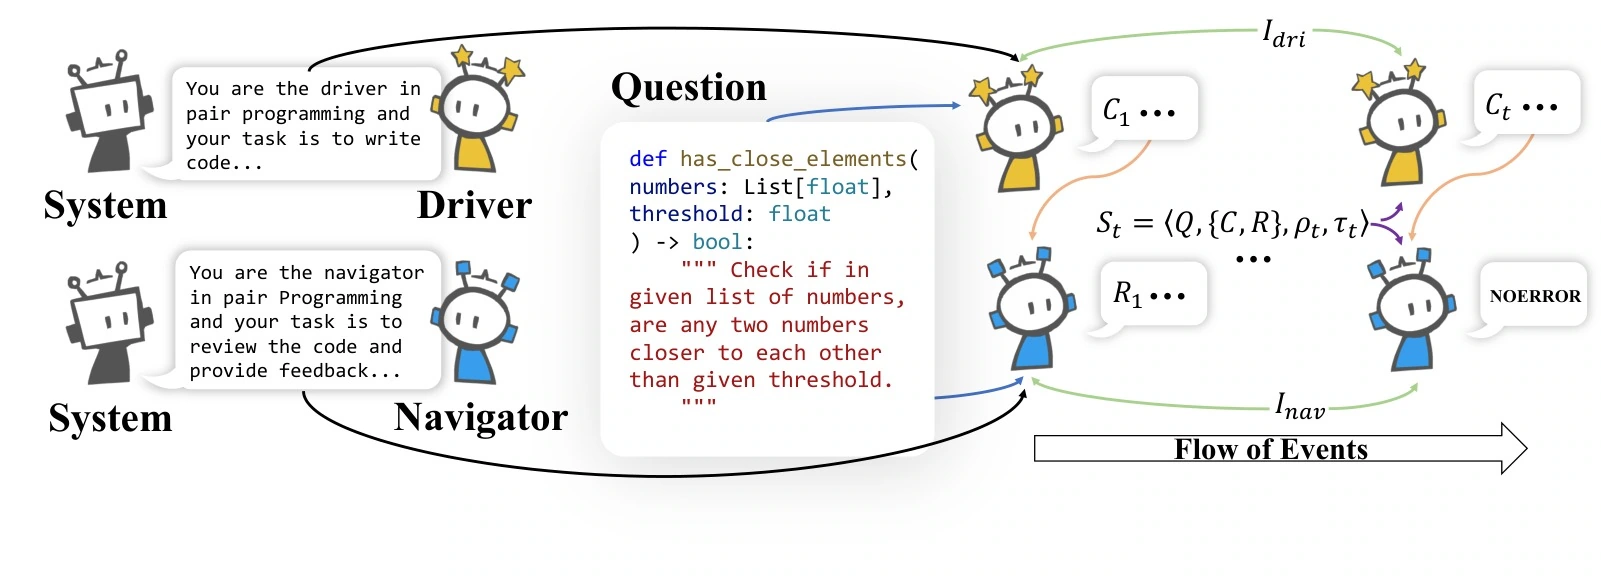 You are the driver in
pair programming and
your task is to write
code...
System
Driver
You are the navigator
in pair Programming
and your task is to
review the code and
provide feedback...
System
Navigator
Question
def has_close_elements(
numbers: List[float],
threshold: float
) -> bool:
""" Check if in
given list of numbers,
are any two numbers
closer to each other
than given threshold.
"""
I_dri
C_1 •••
C_t •••
S_t = ⟨Q, {C, R}, ρ_t, τ_t⟩
•••
R_1 •••
NOERROR
I_nav
Flow of Events